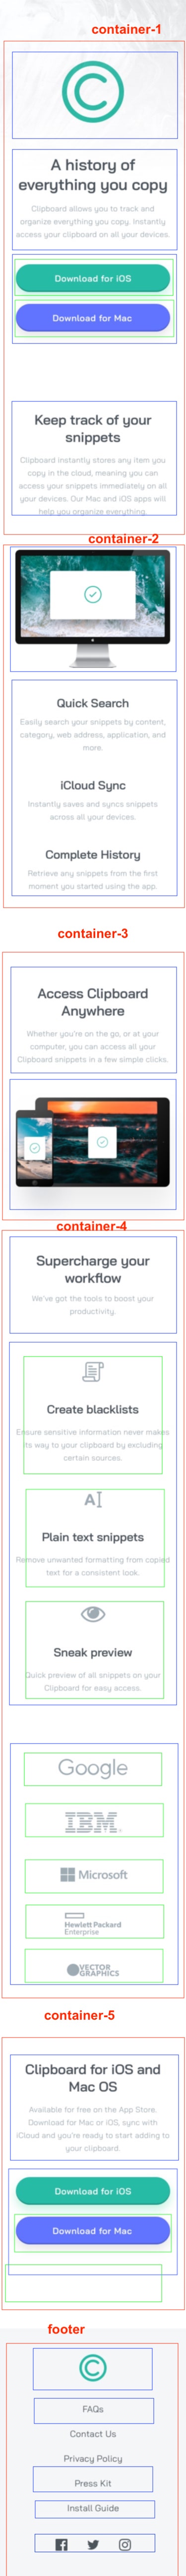 container-1
A history of
everything you copy
Clipboard allows you to track and
organize everything you copy. Instantly
access your clipboard on all your devices.
Download for iOS
Download for Mac
Keep track of your
snippets
Clipboard instantly stores any item you
copy in the cloud, meaning you can
access your snippets immediately on all
your devices. Our Mac and iOS apps will
help you organize everything.
container-2
Quick Search
Easily search your snippets by content,
category, web address, application, and
more.
iCloud Sync
Instantly saves and syncs snippets
across all your devices.
Complete History
Retrieve any snippets from the first
moment you started using the app.
container-3
Access Clipboard
Anywhere
Whether you're on the go, or at your
computer, you can access all your
Clipboard snippets in a few simple clicks.
container-4
Supercharge your
workflow
We've got the tools to boost your
productivity.
Create blacklists
Ensure sensitive information never makes
its way to your clipboard by excluding
certain sources.
A
Plain text snippets
Remove unwanted formatting from copied
text for a consistent look.
Sneak preview
Quick preview of all snippets on your
Clipboard for easy access.
Google
IBM
Microsoft
Hewlett Packard
Enterprise
VECTOR
GRAPHICS
container-5
Clipboard for iOS and
Mac OS
Available for free on the App Store.
Download for Mac or iOS, sync with
iCloud and you're ready to start adding to
your clipboard.
Download for iOS
Download for Mac
footer
FAQs
Contact Us
Privacy Policy
Press Kit
Install Guide